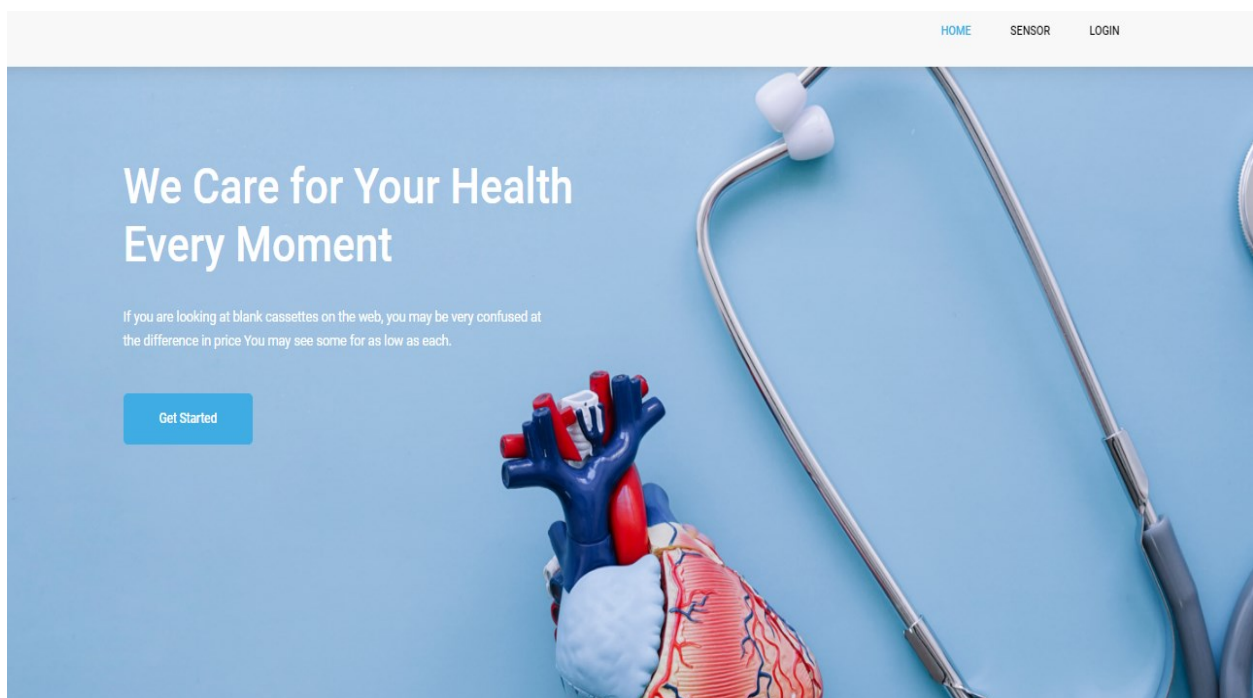 HOME SENSOR LOGIN
We Care for Your Health
Every Moment
If you are looking at blank cassettes on the web, you may be very confused at
the difference in price You may see some for as low as each.
Get Started